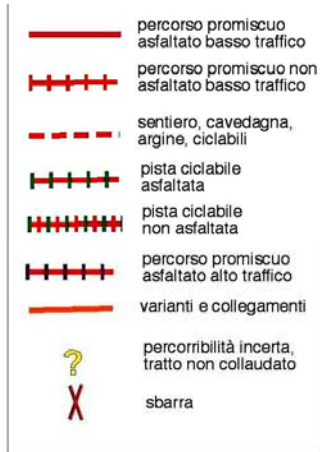 percorso promiscuo
asfaltato basso traffico
percorso promiscuo non
asfaltato basso traffico
sentiero, cavedagna,
argine, ciclabili
pista ciclabile
asfaltata
pista ciclabile
non asfaltata
percorso promiscuo
asfaltato alto traffico
varianti e collegamenti
?
percorribilità incerta,
tratto non collaudato
sbarra